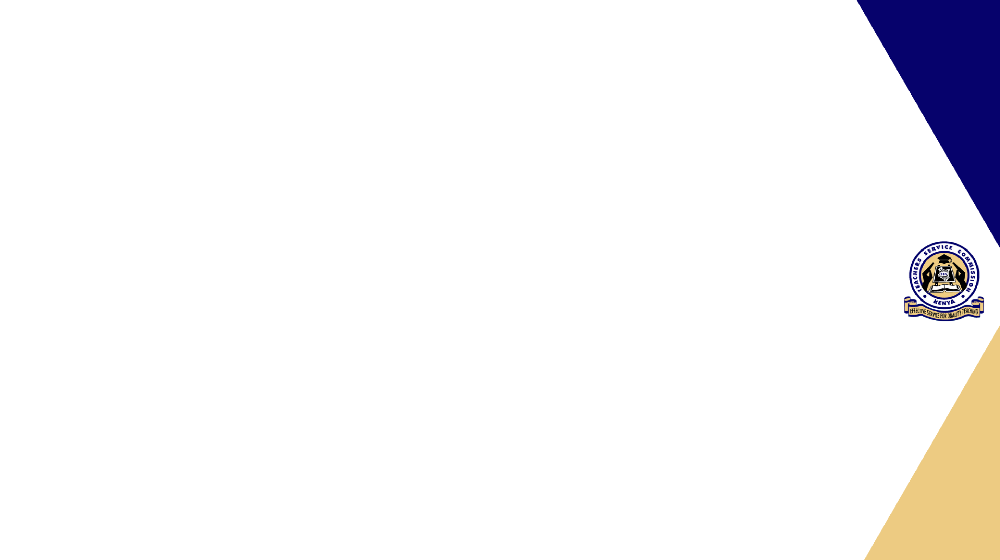 TEACHERS SERVICE COMMISSION
TSC
KENYA
EFFECTIVE SERVICE FOR QUALITY TEACHING